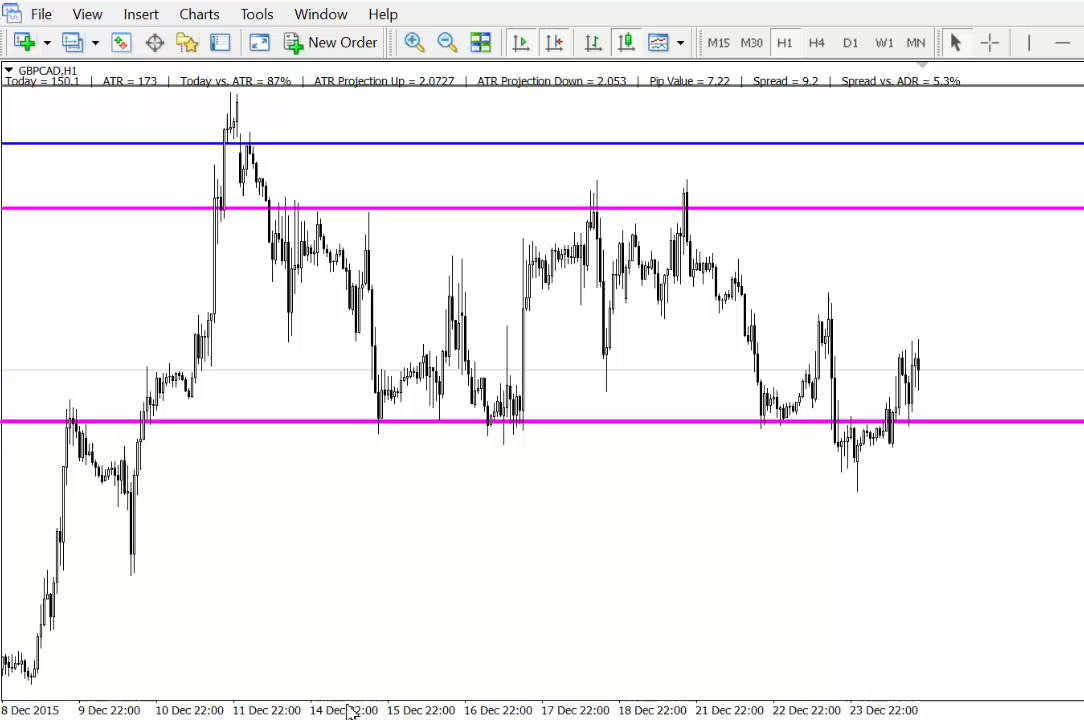 File View Insert Charts Tools Window Help
New Order M15 M30 H1 H4 D1 W1 MN
GBPCAD,H1
Today = 150.1 | ATR = 173 | Today vs. ATR = 87% | ATR Projection Up = 2.0727 | ATR Projection Down = 2.053 | Pip Value = 7.22 | Spread = 9.2 | Spread vs. ADR = 5.3%
8 Dec 2015 9 Dec 22:00 10 Dec 22:00 11 Dec 22:00 14 Dec 22:00 15 Dec 22:00 16 Dec 22:00 17 Dec 22:00 18 Dec 22:00 21 Dec 22:00 22 Dec 22:00 23 Dec 22:00